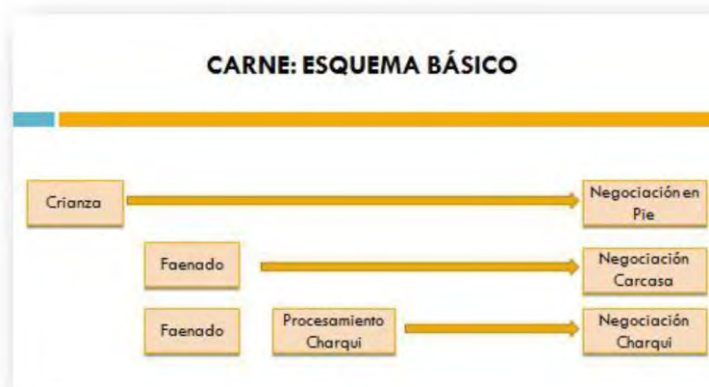 CARNE: ESQUEMA BÁSICO
Crianza
Negociación en
Pie
Faenado
Negociación
Carcasa
Faenado
Procesamiento
Charqui
Negociación
Charqui